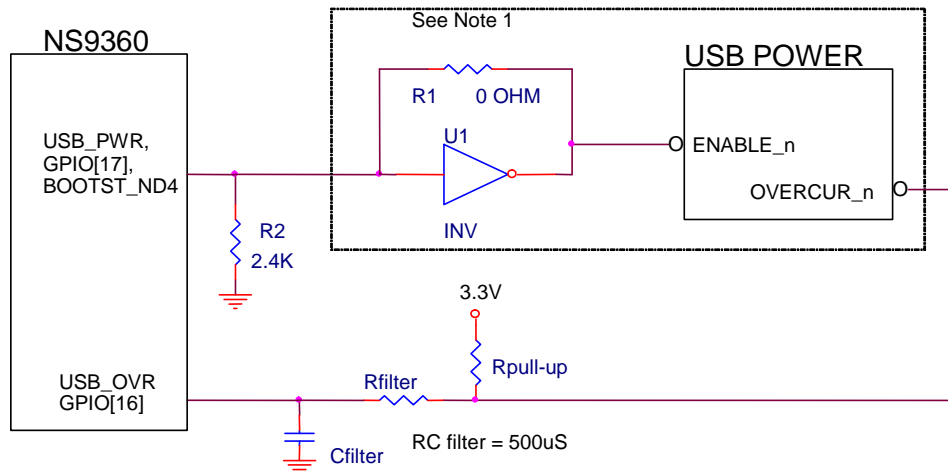 See Note 1
NS9360
USB POWER
R1 0 OHM
U1
USB_PWR,
GPIO[17],
BOOTST_ND4
ENABLE_n
OVERCUR_n
INV
R2
2.4K
3.3V
Rpull-up
USB_OVR
GPIO[16]
Rfilter
Cfilter
RC filter = 500uS